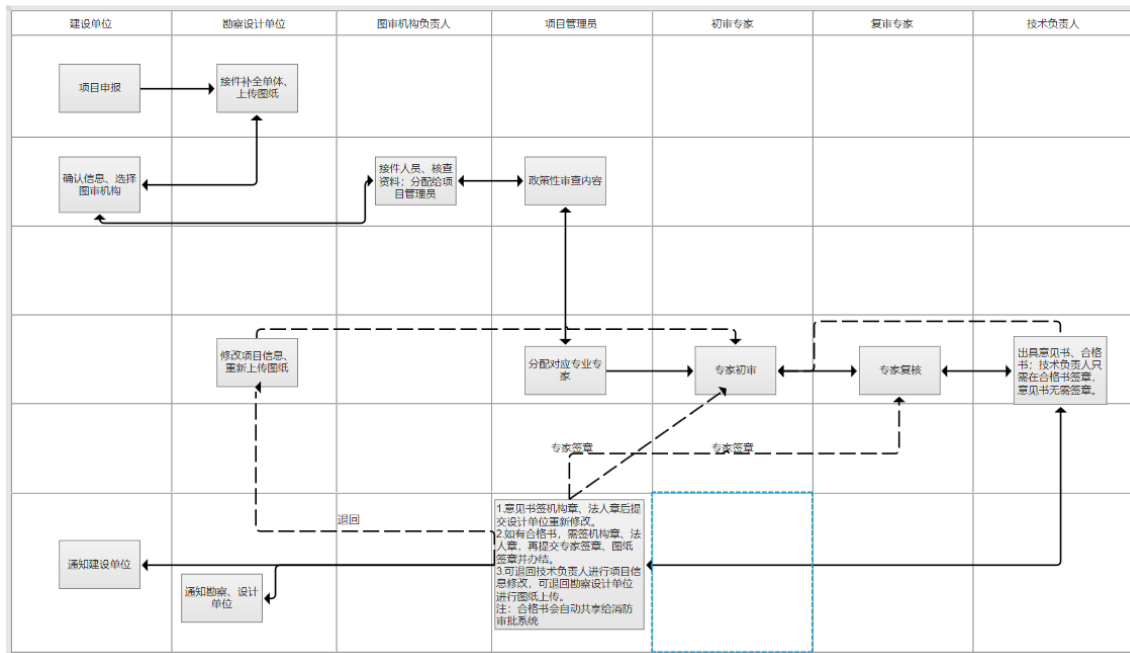 建设单位
勘察设计单位
图审机构负责人
项目管理员
初审专家
复审专家
技术负责人
项目申报
接件补全单体、
上传图纸
确认信息、选择
图审机构
接件人员、核查
资料；分配给项
目管理员
政策性审查内容
修改项目信息、
重新上传图纸
分配对应专业专
家
专家初审
专家复核
出具意见书、合格
书；技术负责人只
需在合格书签章，
意见书无需签章。
专家签章
专家签章
退回
通知建设单位
通知勘察、设计
单位
1.意见书签机构章、法人章后提
交设计单位重新修改。
2.如有合格书，需签机构章、法
人章，再提交专家签章、图纸
签章并办结。
3.可退回技术负责人进行项目信
息修改，可退回勘察设计单位
进行图纸上传。
注：合格书会自动共享给消防
审批系统